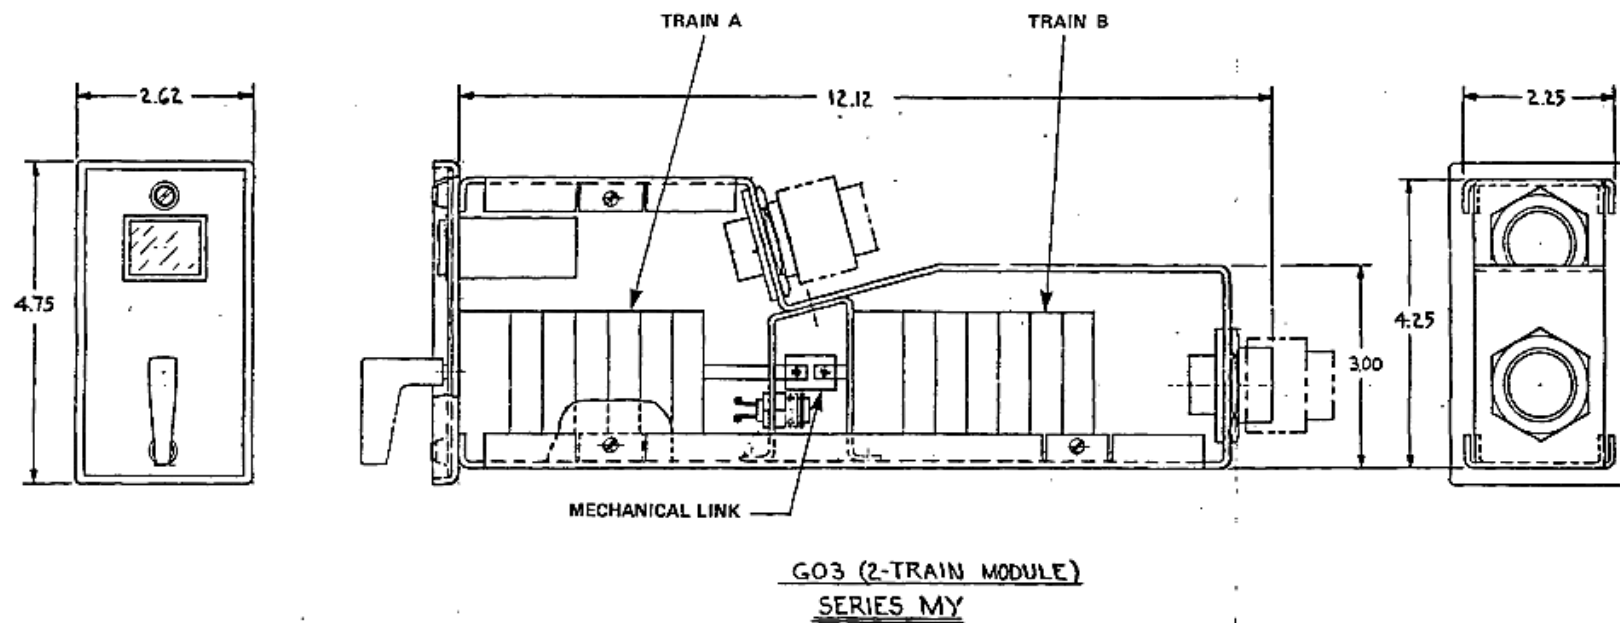 TRAIN A
TRAIN B
2.62
12.12
2.25
4.75
3.00
4.25
MECHANICAL LINK
G03 (2-TRAIN MODULE)
SERIES MY